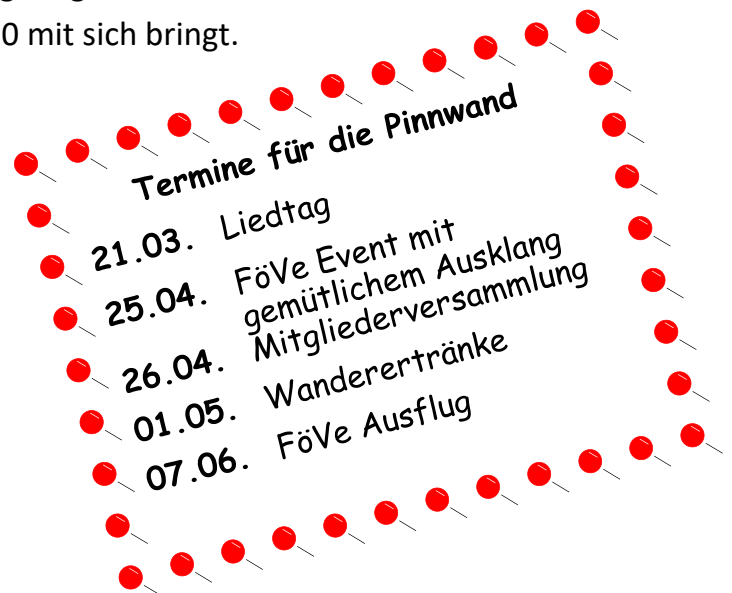 0 mit sich bringt.
Termine für die Pinnwand
21.03. Liedtag
25.04. FöVe Event mit
gemütlichem Ausklang
26.04. Mitgliederversammlung
01.05. Wanderertränke
07.06. FöVe Ausflug